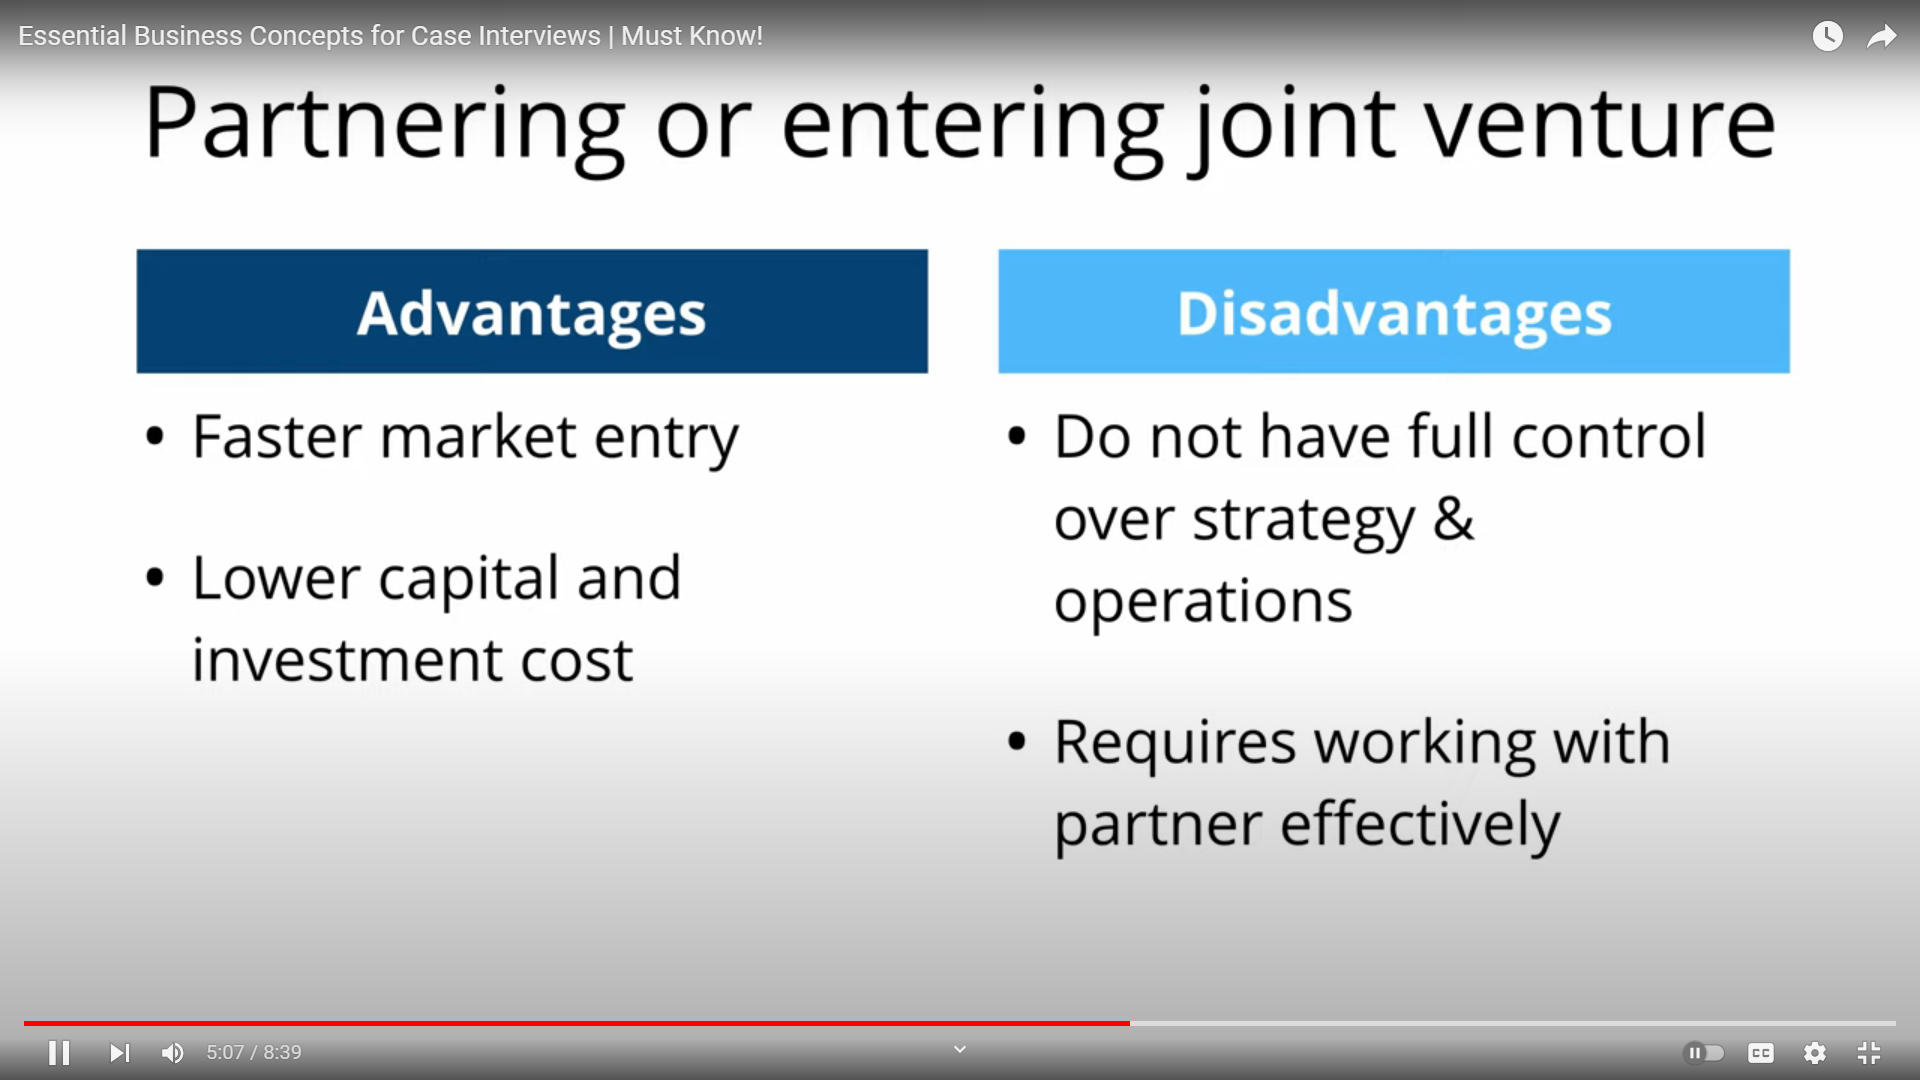 Essential Business Concepts for Case Interviews | Must Know!
Partnering or entering joint venture
Advantages
• Faster market entry
• Lower capital and
investment cost
Disadvantages
• Do not have full control
over strategy &
operations
• Requires working with
partner effectively
5:07 / 8:39
CC